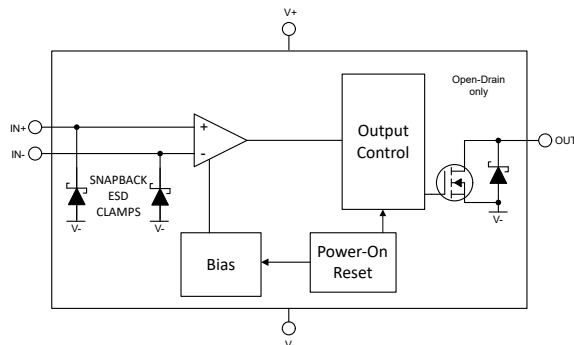 V+
Open-Drain
only
IN+
+
Output
Control
OUT
IN-
-
SNAPBACK
ESD
CLAMPS
V-
V-
V-
Bias
Power-On
Reset